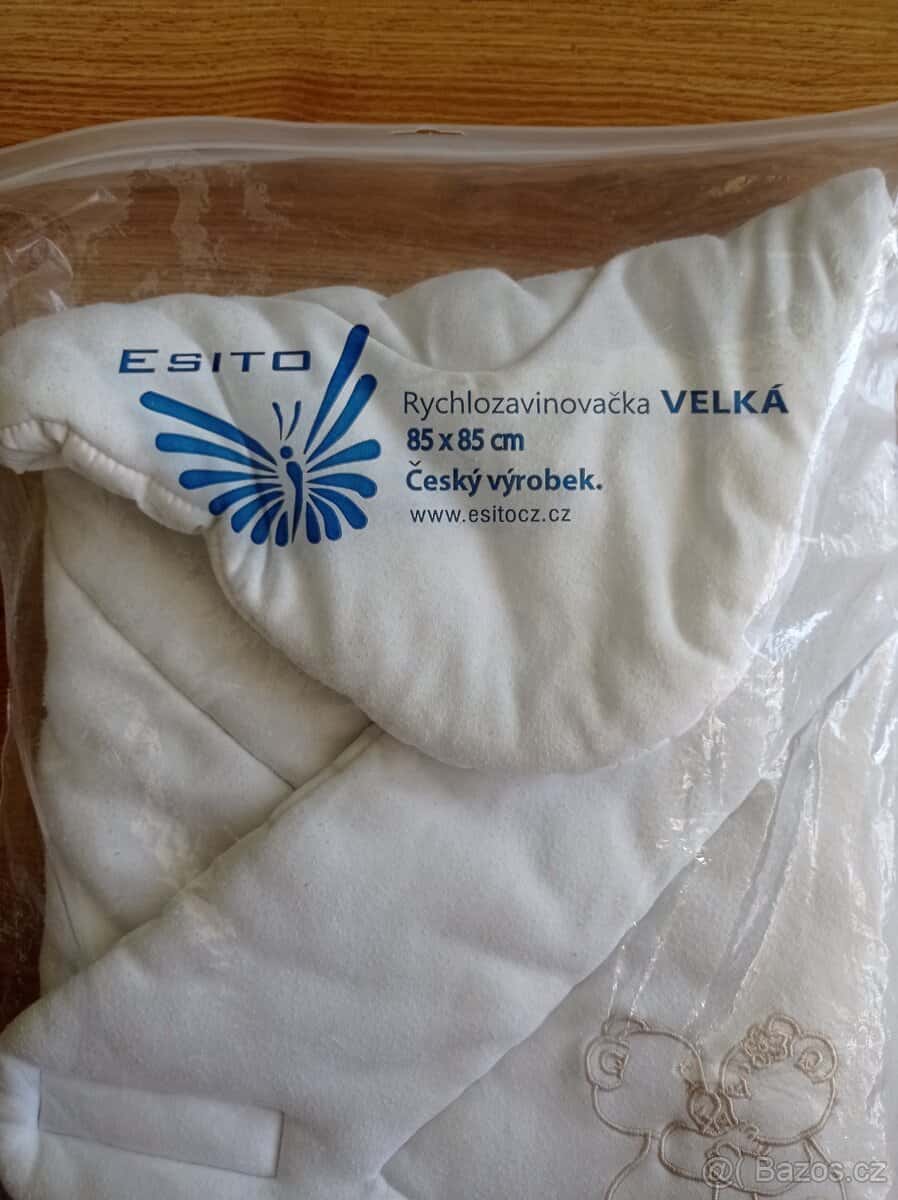 ESITO
Rychlozavinovačka VELKÁ
85 x 85 cm
Český výrobek.
www.esitocz.cz
@Bazos.cz